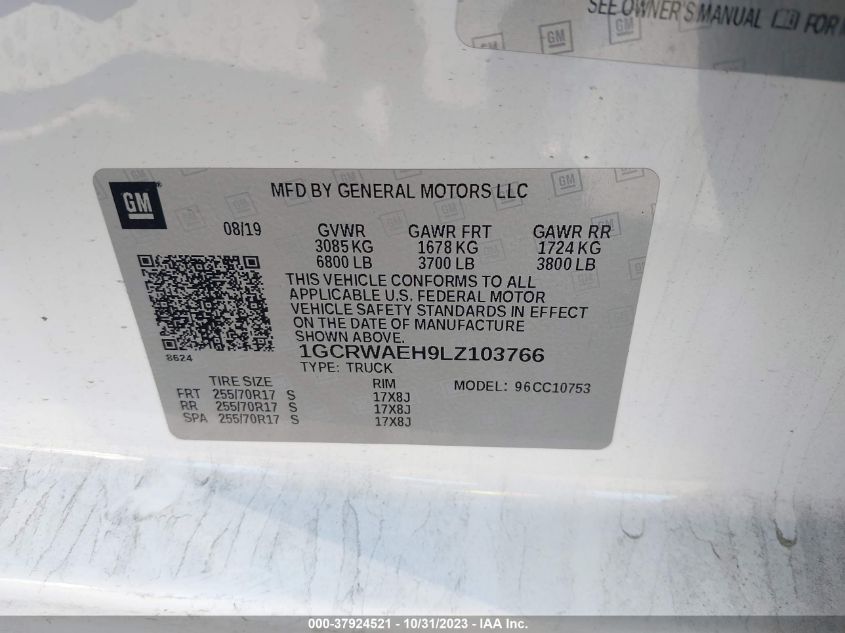 SEE OWNER'S MANUAL
FOR
GM
MFD BY GENERAL MOTORS LLC
08/19
GVWR GAWR FRT GAWR RR
3085 KG 1678 KG 1724 KG
6800 LB 3700 LB 3800 LB
THIS VEHICLE CONFORMS TO ALL
APPLICABLE U.S. FEDERAL MOTOR
VEHICLE SAFETY STANDARDS IN EFFECT
ON THE DATE OF MANUFACTURE
SHOWN ABOVE.
8624
1GCRWAEH9LZ103766
TYPE: TRUCK
TIRE SIZE RIM MODEL: 96CC10753
FRT 255/70R17 S 17X8J
RR 255/70R17 S 17X8J
SPA 255/70R17 S 17X8J
000-37924521 - 10/31/2023 - IAA Inc.